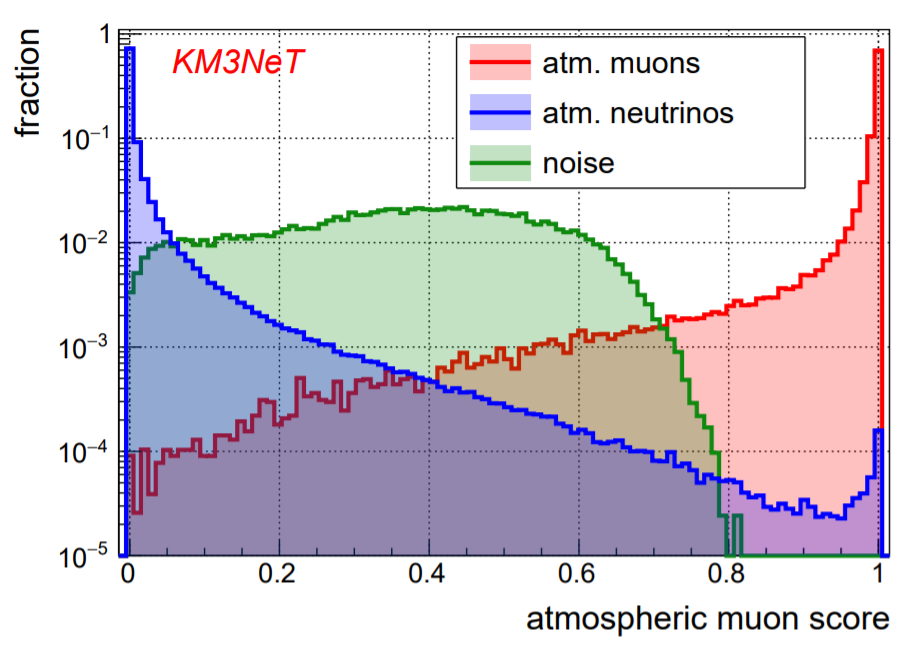 fraction
KM3NeT
atm. muons
atm. neutrinos
noise
1
10⁻¹
10⁻²
10⁻³
10⁻⁴
10⁻⁵
0 0.2 0.4 0.6 0.8 1
atmospheric muon score